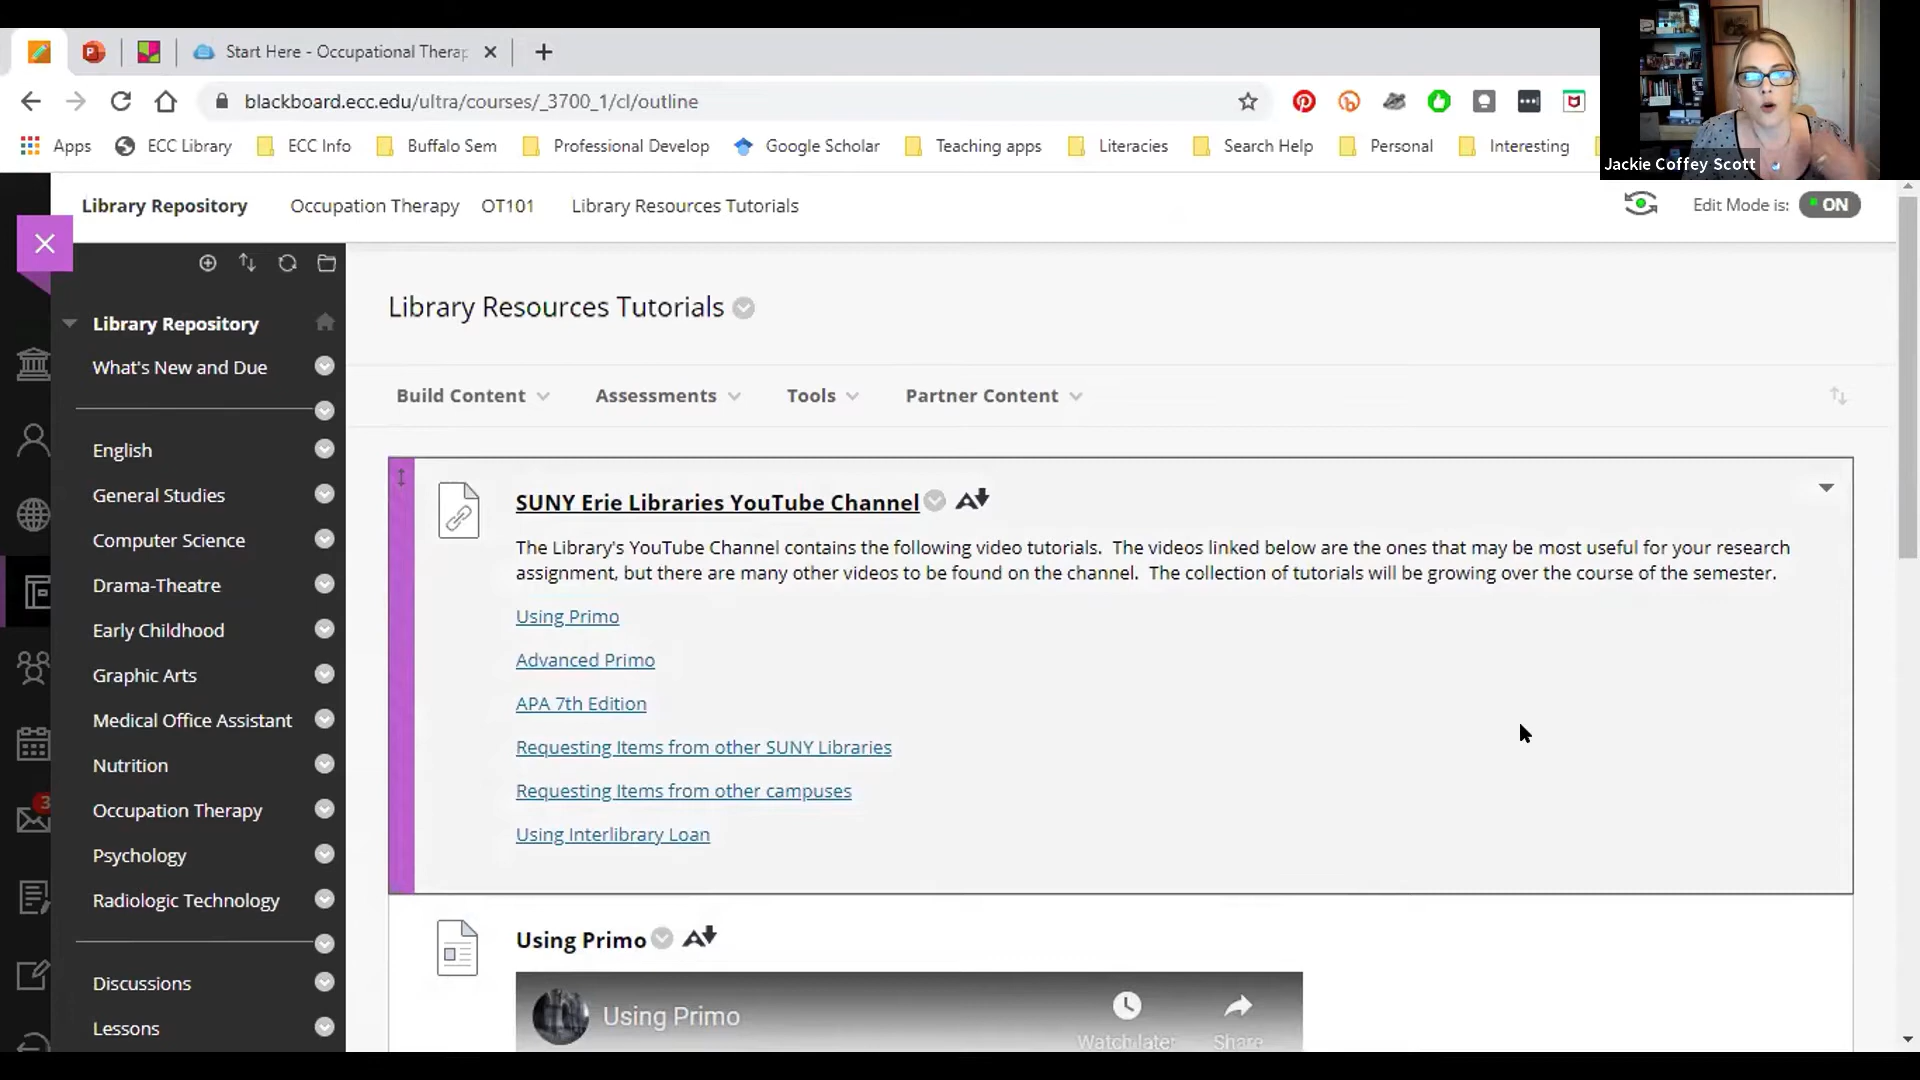 Start Here - Occupational Therap
blackboard.ecc.edu/ultra/courses/_3700_1/cl/outline
Apps ECC Library ECC Info Buffalo Sem Professional Develop Google Scholar Teaching apps Literacies Search Help Personal Interesting
Jackie Coffey Scott
Library Repository Occupation Therapy OT101 Library Resources Tutorials Edit Mode is: ON
Library Resources Tutorials
Library Repository
What's New and Due
English
General Studies
Computer Science
Drama-Theatre
Early Childhood
Graphic Arts
Medical Office Assistant
Nutrition
Occupation Therapy
Psychology
Radiologic Technology
Discussions
Lessons
3
Build Content Assessments Tools Partner Content
SUNY Erie Libraries YouTube Channel
The Library's YouTube Channel contains the following video tutorials. The videos linked below are the ones that may be most useful for your research
assignment, but there are many other videos to be found on the channel. The collection of tutorials will be growing over the course of the semester.
Using Primo
Advanced Primo
APA 7th Edition
Requesting Items from other SUNY Libraries
Requesting Items from other campuses
Using Interlibrary Loan
Using Primo
Using Primo
Watch later Share